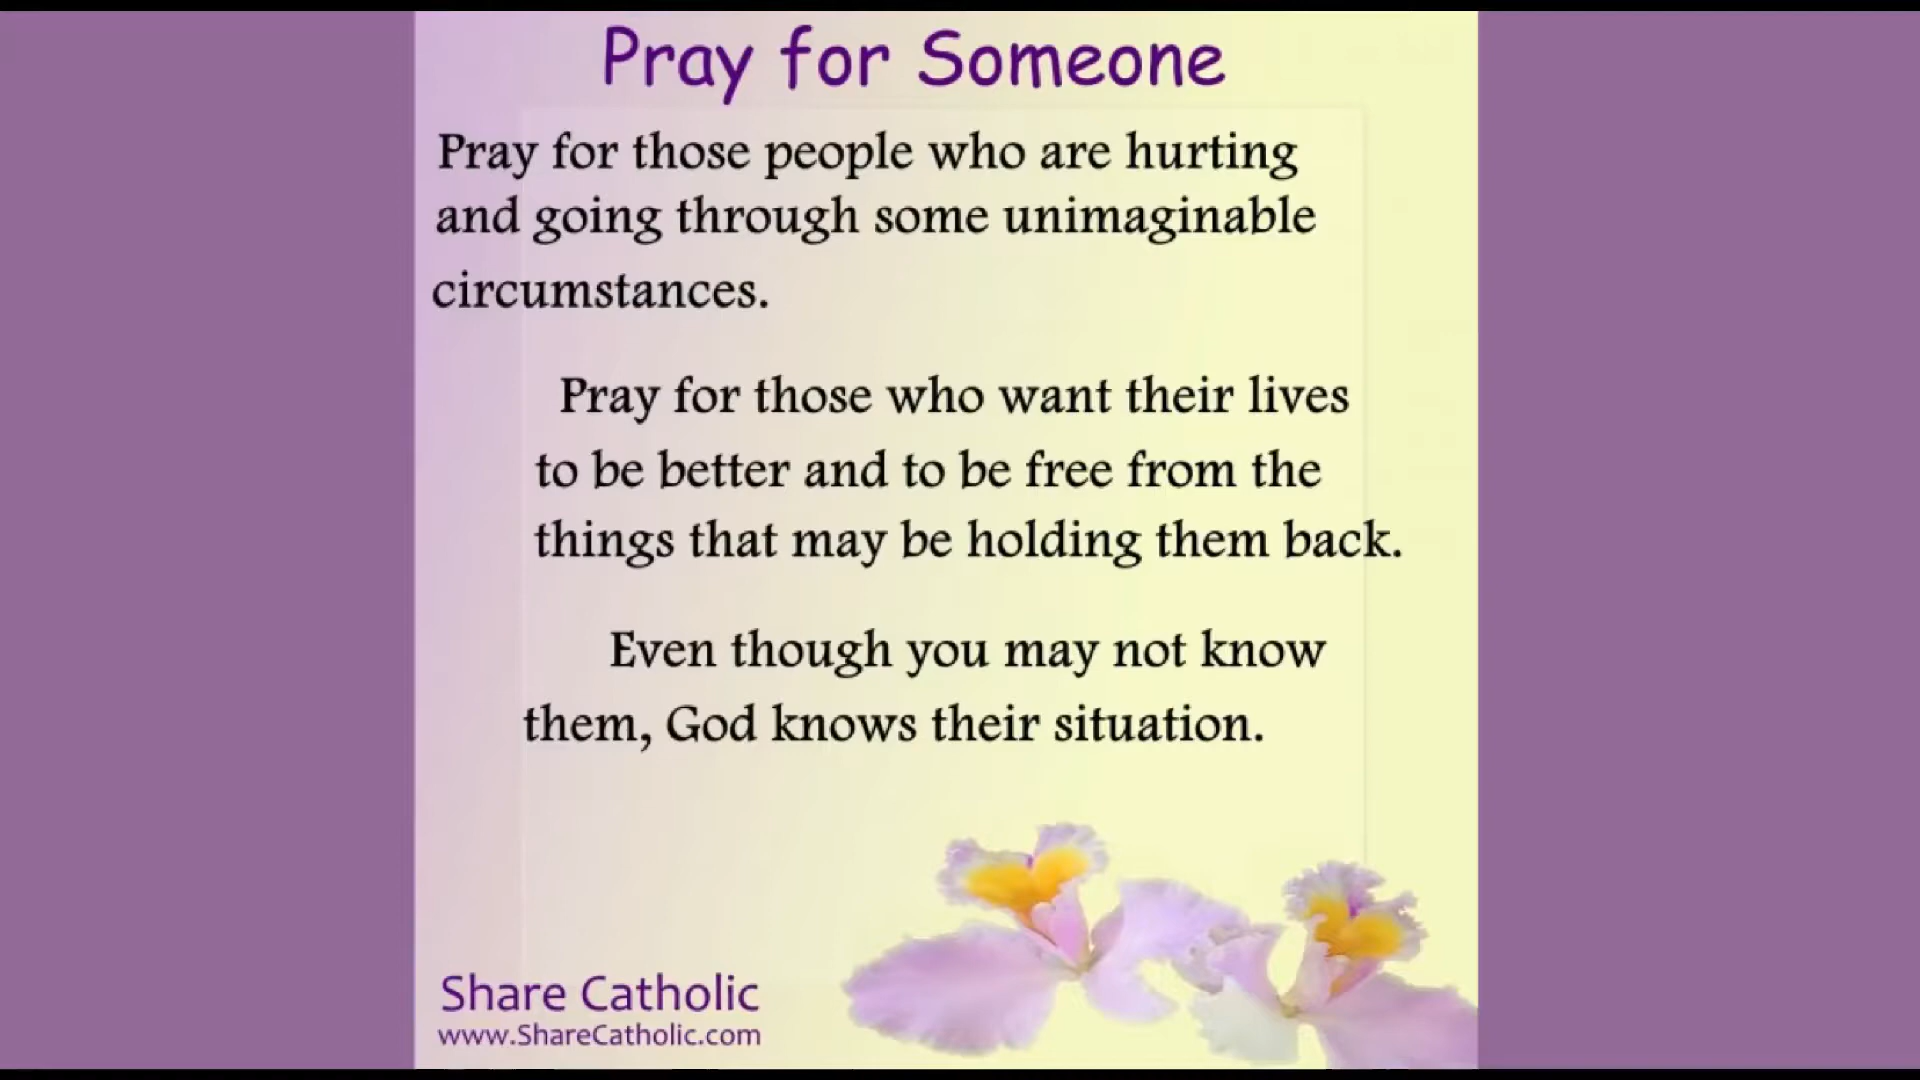 Pray for Someone
Pray for those people who are hurting
and going through some unimaginable
circumstances.
Pray for those who want their lives
to be better and to be free from the
things that may be holding them back.
Even though you may not know
them, God knows their situation.
Share Catholic
www.ShareCatholic.com